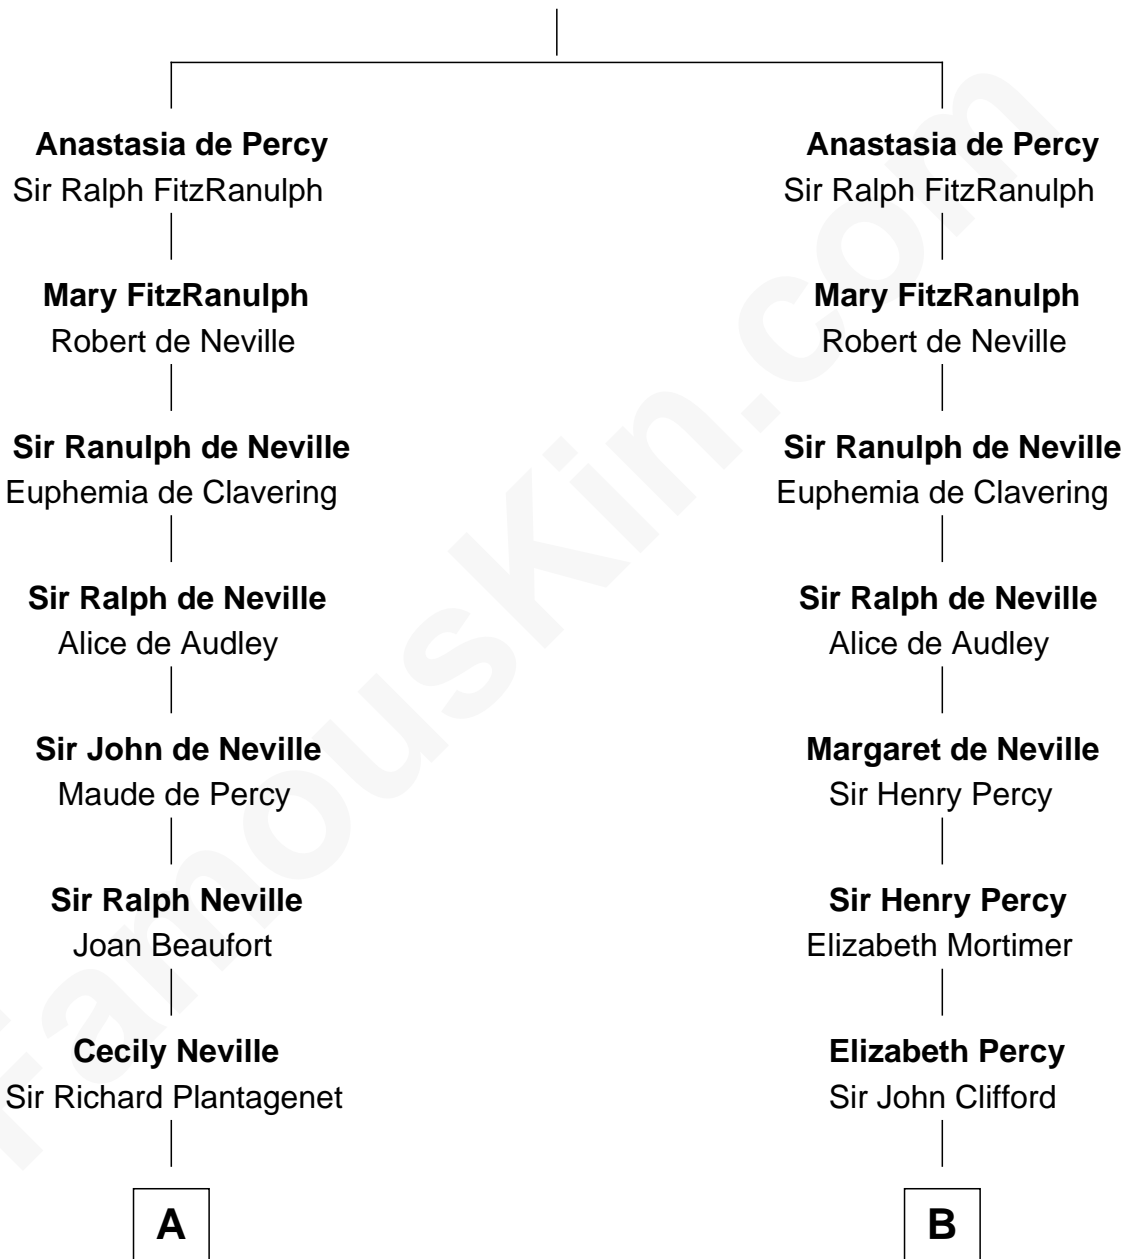 Anastasia de Percy
Sir Ralph FitzRanulph
Mary FitzRanulph
Robert de Neville
Sir Ranulph de Neville
Euphemia de Clavering
Sir Ralph de Neville
Alice de Audley
Sir John de Neville
Maude de Percy
Sir Ralph Neville
Joan Beaufort
Cecily Neville
Sir Richard Plantagenet
A
Anastasia de Percy
Sir Ralph FitzRanulph
Mary FitzRanulph
Robert de Neville
Sir Ranulph de Neville
Euphemia de Clavering
Sir Ralph de Neville
Alice de Audley
Margaret de Neville
Sir Henry Percy
Sir Henry Percy
Elizabeth Mortimer
Elizabeth Percy
Sir John Clifford
B
FamousKin.com